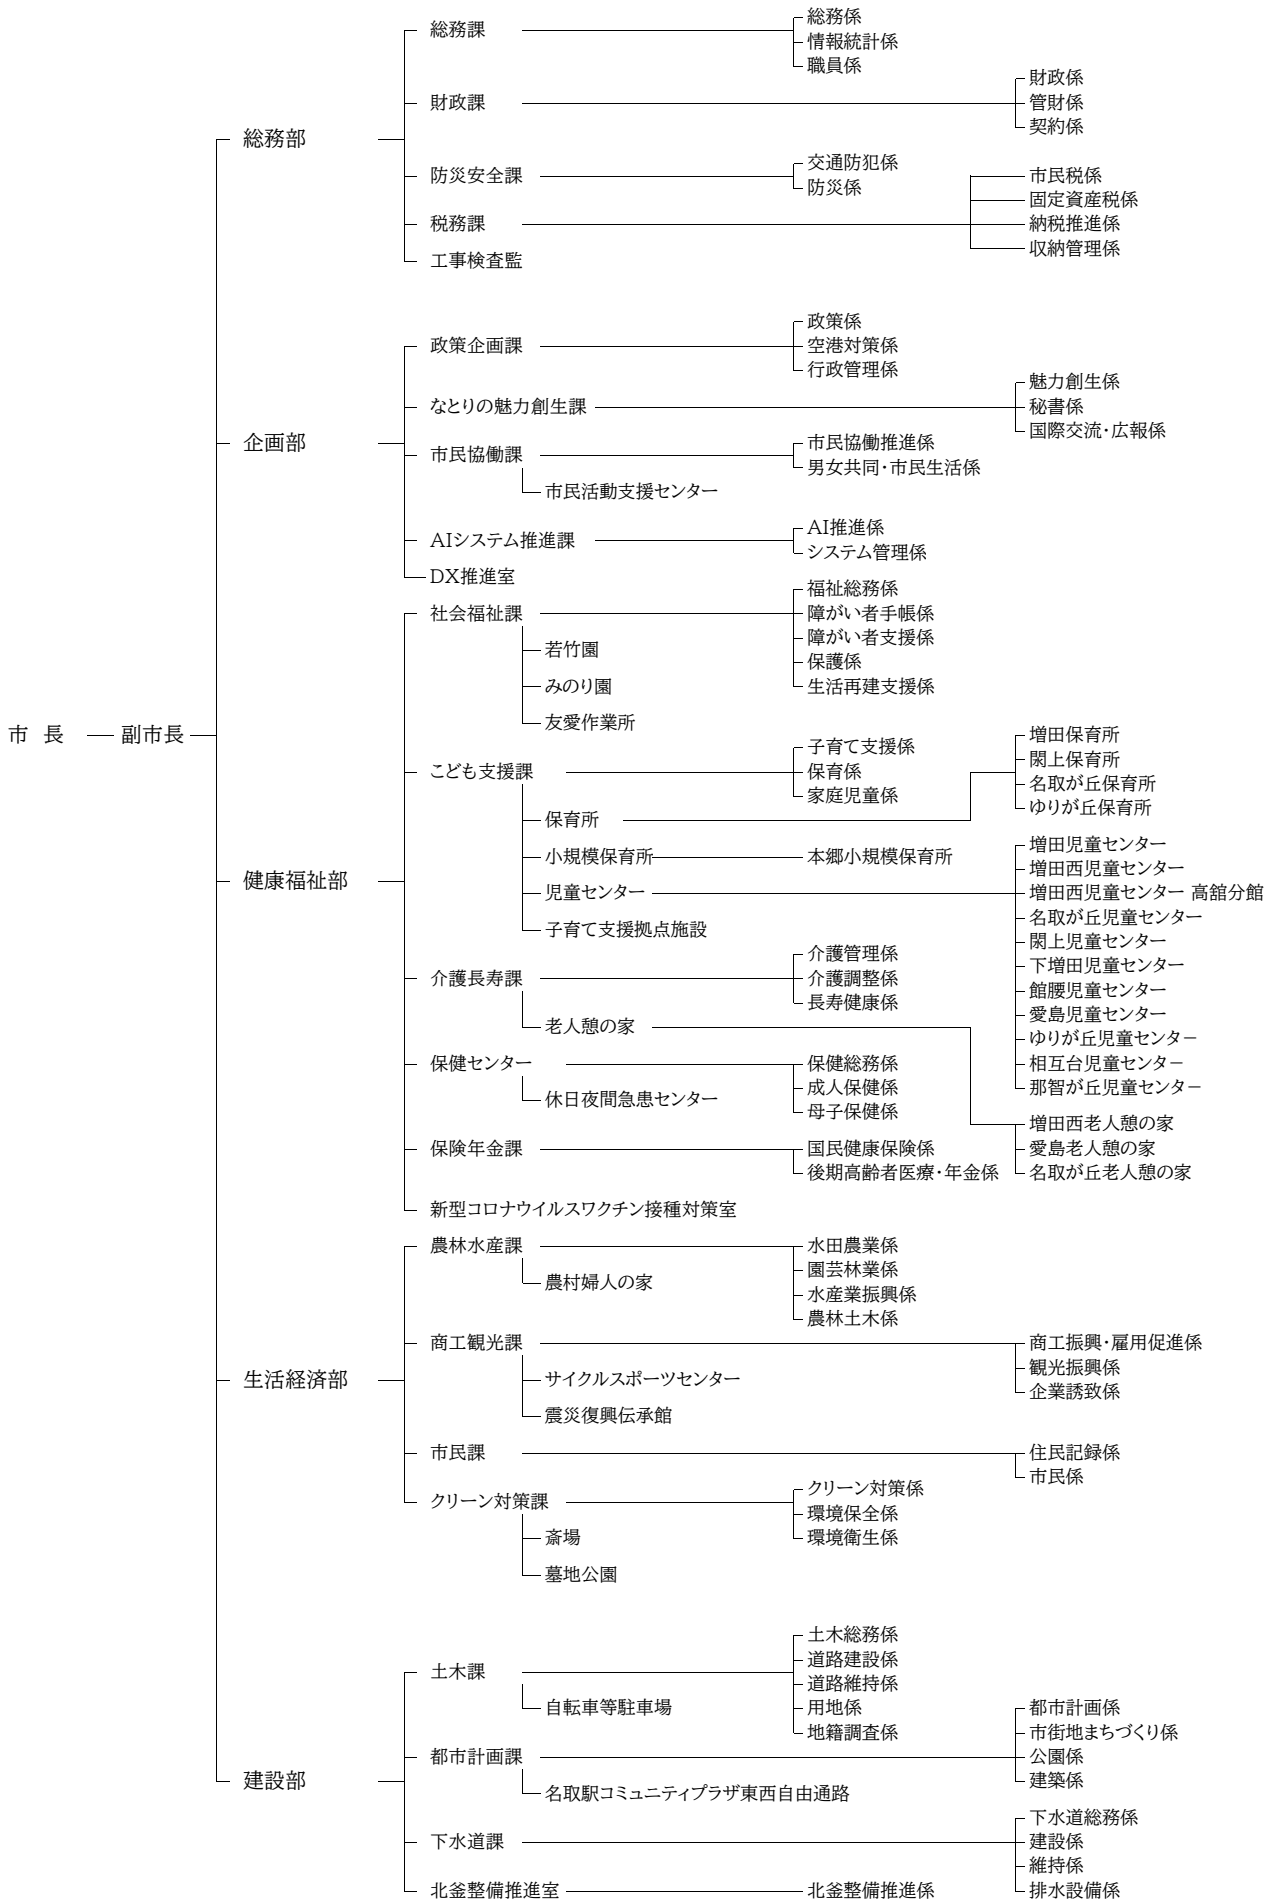 総務係
総務課
情報統計係
職員係
財政係
財政課
管財係
契約係
総務部
交通防犯係
防災安全課
市民税係
防災係
固定資産税係
税務課
納税推進係
収納管理係
工事検査監
政策係
政策企画課
空港対策係
行政管理係
魅力創生係
なとりの魅力創生課
秘書係
国際交流・広報係
企画部
市民協働推進係
市民協働課
男女共同・市民生活係
市民活動支援センター
AI推進係
AIシステム推進課
システム管理係
DX推進室
福祉総務係
社会福祉課
障がい者手帳係
障がい者支援係
若竹園
保護係
みのり園
生活再建支援係
友愛作業所
市 長
副市長
増田保育所
子育て支援係
閖上保育所
こども支援課
保育係
名取が丘保育所
家庭児童係
ゆりが丘保育所
保育所
増田児童センター
小規模保育所
本郷小規模保育所
増田西児童センター
健康福祉部
児童センター
増田西児童センター 高舘分館
名取が丘児童センター
子育て支援拠点施設
閖上児童センター
介護管理係
下増田児童センター
介護長寿課
介護調整係
館腰児童センター
長寿健康係
愛島児童センター
老人憩の家
ゆりが丘児童センター
保健センター
保健総務係
相互台児童センター
成人保健係
那智が丘児童センター
休日夜間急患センター
母子保健係
増田西老人憩の家
保険年金課
国民健康保険係
愛島老人憩の家
後期高齢者医療・年金係
名取が丘老人憩の家
新型コロナウイルスワクチン接種対策室
農林水産課
水田農業係
園芸林業係
農村婦人の家
水産業振興係
農林土木係
商工観光課
商工振興・雇用促進係
観光振興係
生活経済部
サイクルスポーツセンター
企業誘致係
震災復興伝承館
市民課
住民記録係
市民係
クリーン対策係
クリーン対策課
環境保全係
斎場
環境衛生係
墓地公園
土木総務係
道路建設係
土木課
道路維持係
自転車等駐車場
用地係
都市計画係
地籍調査係
市街地まちづくり係
都市計画課
公園係
建設部
建築係
名取駅コミュニティプラザ東西自由通路
下水道総務係
下水道課
建設係
維持係
北釜整備推進室
北釜整備推進係
排水設備係